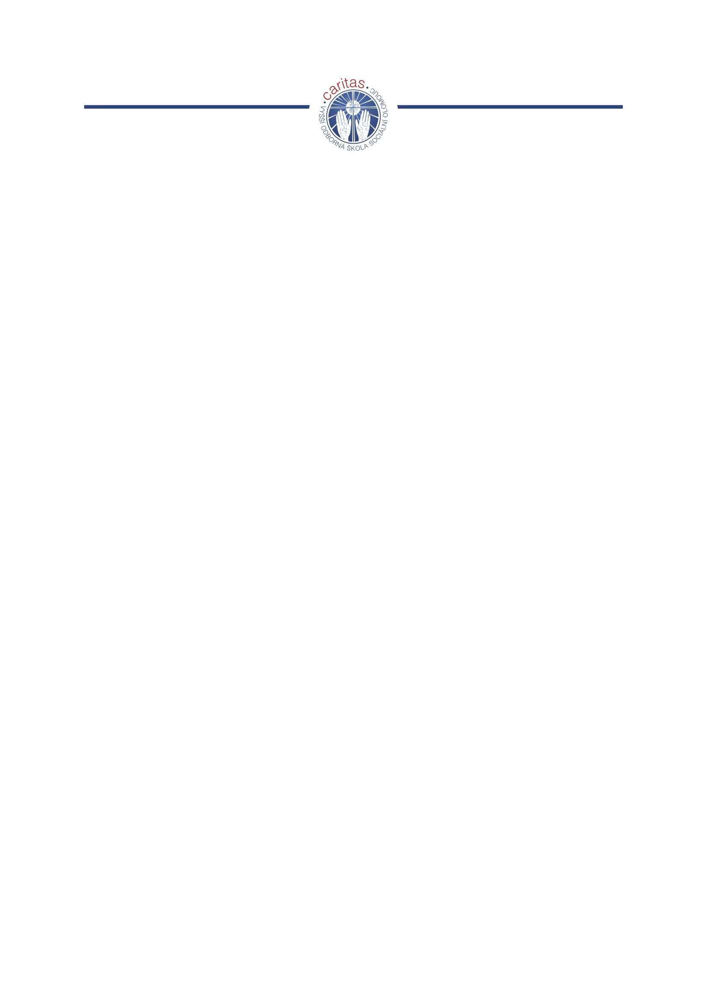 • caritas •
VYŠŠÍ ODBORNÁ ŠKOLA SOCIÁLNÍ OLOMOUC